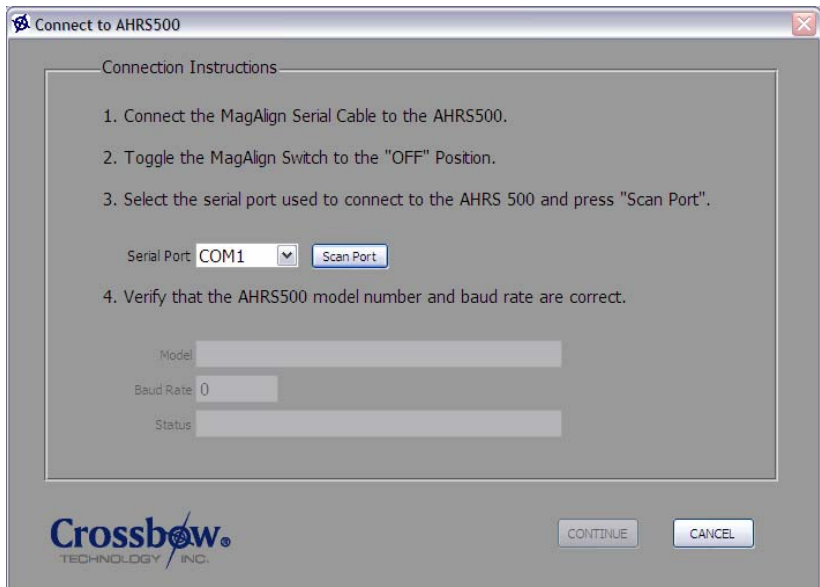 Connect to AHRS500
Connection Instructions
1. Connect the MagAlign Serial Cable to the AHRS500.
2. Toggle the MagAlign Switch to the "OFF" Position.
3. Select the serial port used to connect to the AHRS 500 and press "Scan Port".
Serial Port COM1 Scan Port
4. Verify that the AHRS500 model number and baud rate are correct.
Model
Baud Rate 0
Status
Crossbow®
TECHNOLOGY INC.
CONTINUE CANCEL